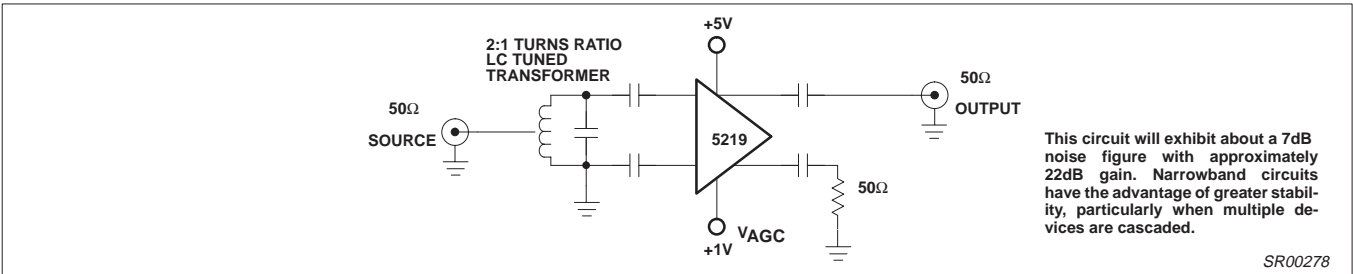 +5V
2:1 TURNS RATIO
LC TUNED
TRANSFORMER
50Ω
SOURCE
5219
50Ω
OUTPUT
50Ω
VAGC
+1V
This circuit will exhibit about a 7dB
noise figure with approximately
22dB gain. Narrowband circuits
have the advantage of greater stabil-
ity, particularly when multiple de-
vices are cascaded.
SR00278